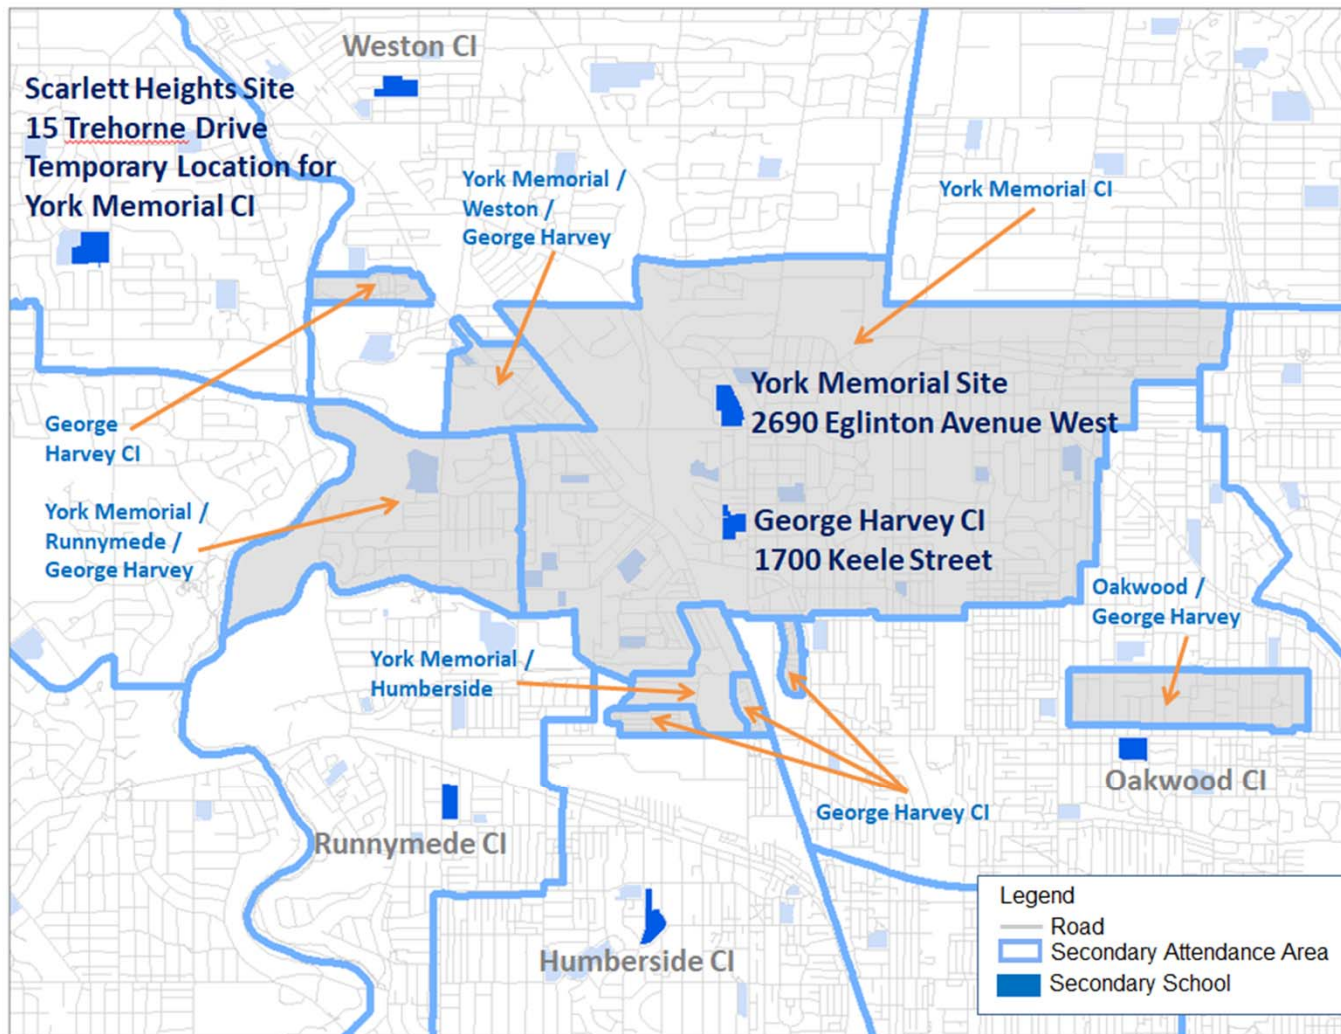 Weston CI
Scarlett Heights Site
15 Trehorne Drive
Temporary Location for
York Memorial CI
York Memorial /
Weston /
George Harvey
York Memorial CI
George
Harvey CI
York Memorial Site
2690 Eglinton Avenue West
York Memorial /
Runnymede /
George Harvey
George Harvey CI
1700 Keele Street
Oakwood /
George Harvey
York Memorial /
Humberside
Oakwood CI
George Harvey CI
Runnymede CI
Humberside CI
Legend
Road
Secondary Attendance Area
Secondary School